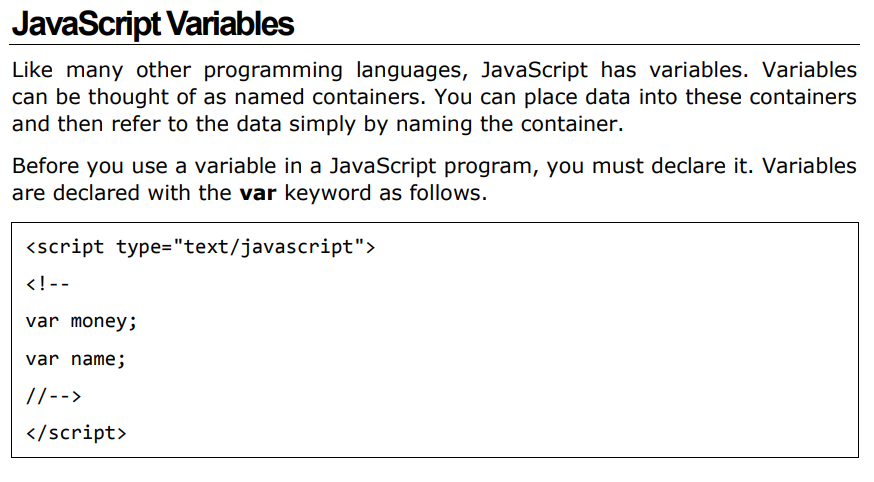 JavaScript Variables
Like many other programming languages, JavaScript has variables. Variables
can be thought of as named containers. You can place data into these containers
and then refer to the data simply by naming the container.
Before you use a variable in a JavaScript program, you must declare it. Variables
are declared with the var keyword as follows.
<script type="text/javascript">
<!--
var money;
var name;
//-->
</script>